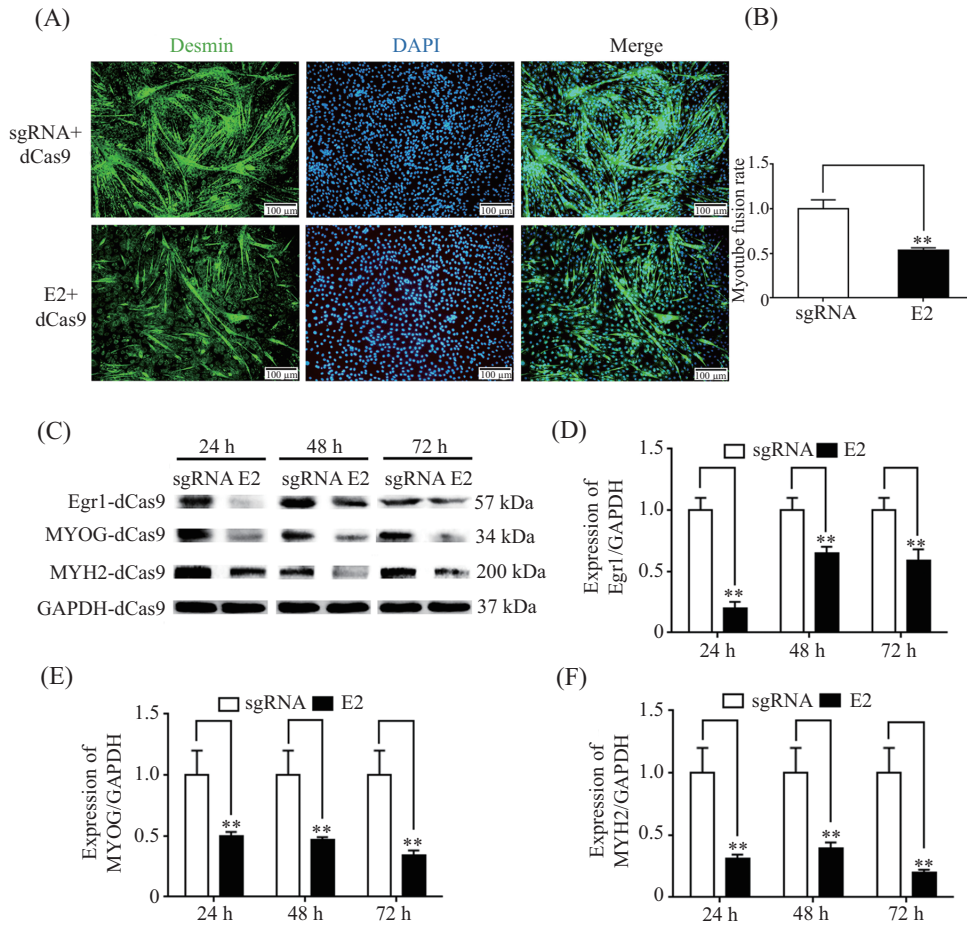 (A)
Desmin DAPI Merge
sgRNA+
dCas9
100 µm 100 µm 100 µm
E2+
dCas9
100 µm 100 µm 100 µm
(B)
Myotube fusion rate
1.5
1.0
0.5
0
**
sgRNA E2
(C)
24 h 48 h 72 h
sgRNA E2 sgRNA E2 sgRNA E2
Egr1-dCas9 57 kDa
MYOG-dCas9 34 kDa
MYH2-dCas9 200 kDa
GAPDH-dCas9 37 kDa
(D)
sgRNA E2
Expression of
Egr1/GAPDH
1.5
1.0
0.5
0
** ** **
24 h 48 h 72 h
(E)
sgRNA E2
Expression of
MYOG/GAPDH
1.5
1.0
0.5
0
** ** **
24 h 48 h 72 h
(F)
sgRNA E2
Expression of
MYH2/GAPDH
1.5
1.0
0.5
0
** ** **
24 h 48 h 72 h